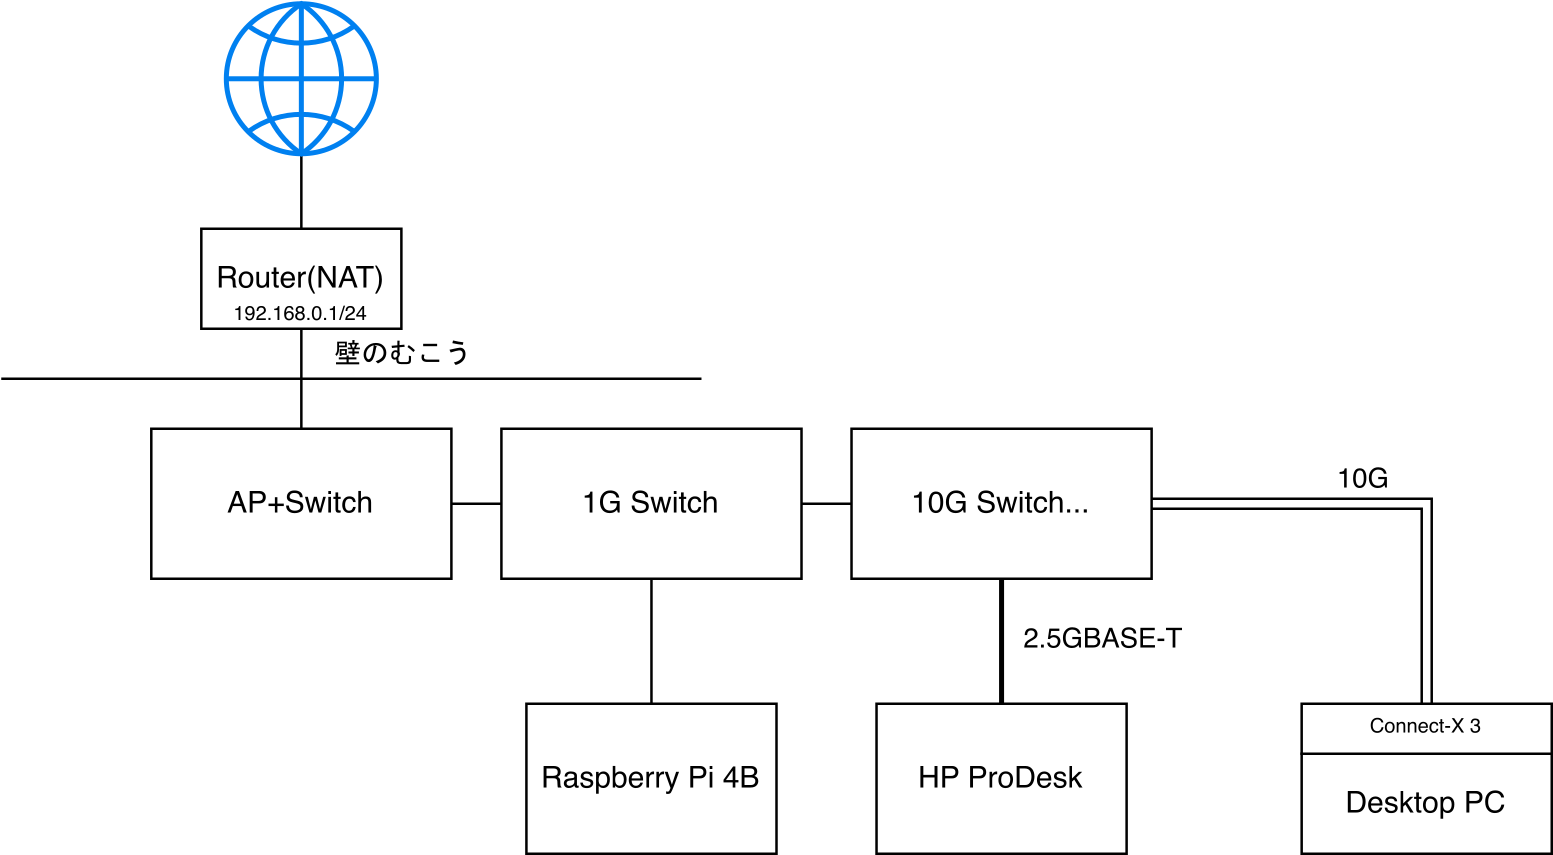 Router(NAT)
192.168.0.1/24
壁のむこう
AP+Switch
1G Switch
10G Switch...
10G
2.5GBASE-T
Raspberry Pi 4B
HP ProDesk
Connect-X 3
Desktop PC